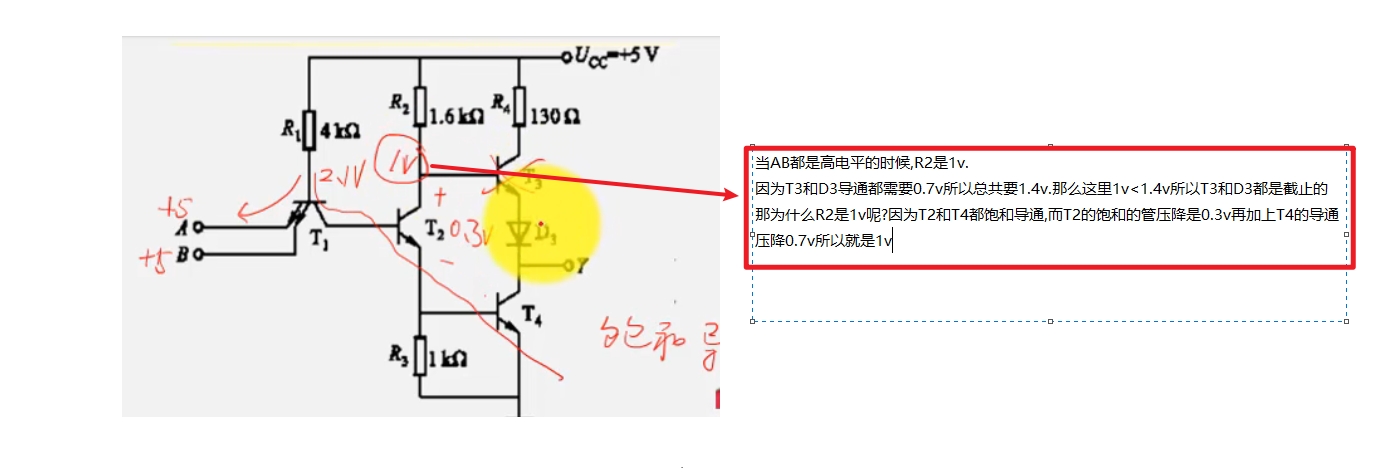 U_CC=+5 V
R₂
1.6 kΩ
R₄
130 Ω
R₁
4 kΩ
1V
2.1V
T₃
+5
A
+
T₂
0.3V
D₃
T₁
+5
B
−
Y
T₄
饱和
R₃
1 kΩ
当AB都是高电平的时候,R2是1v.
因为T3和D3导通都需要0.7v所以总共要1.4v.那么这里1v<1.4v所以T3和D3都是截止的
那为什么R2是1v呢?因为T2和T4都饱和导通,而T2的饱和的管压降是0.3v再加上T4的导通
压降0.7v所以就是1v